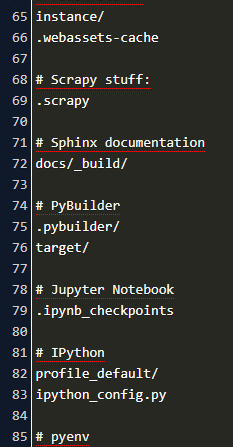 65 instance/
66 .webassets-cache
67
68 # Scrapy stuff:
69 .scrapy
70
71 # Sphinx documentation
72 docs/_build/
73
74 # PyBuilder
75 .pybuilder/
76 target/
77
78 # Jupyter Notebook
79 .ipynb_checkpoints
80
81 # IPython
82 profile_default/
83 ipython_config.py
84
85 # pyenv